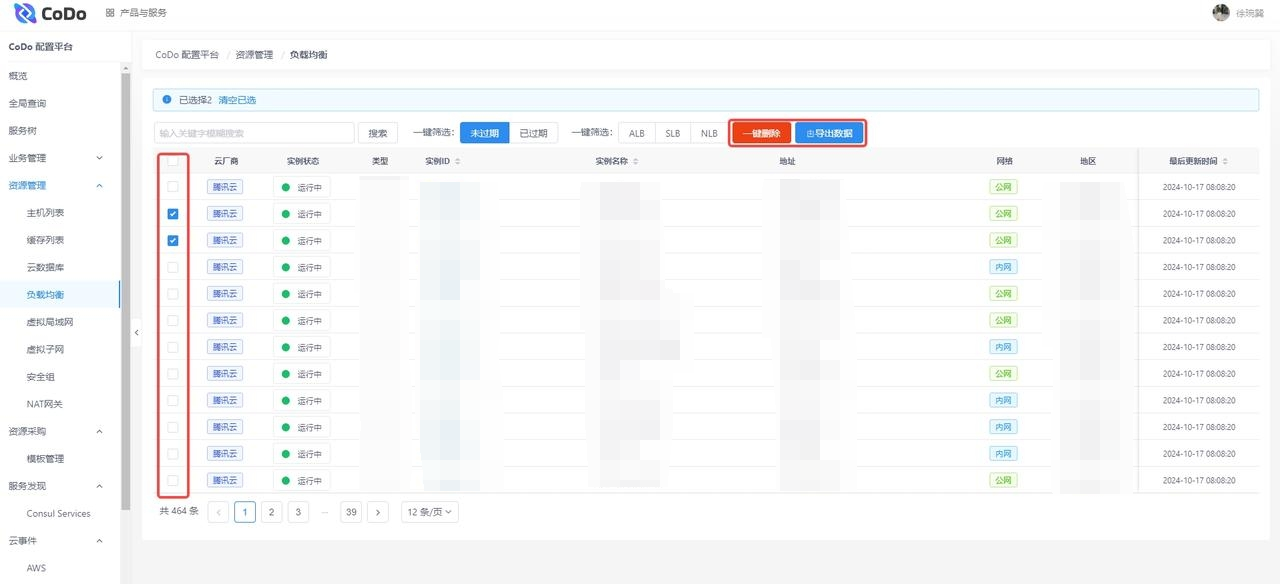 CoDo 产品与服务
CoDo 配置平台
概览
全局查询
服务树
业务管理
资源管理
主机列表
缓存列表
云数据库
负载均衡
虚拟局域网
虚拟子网
安全组
NAT网关
资源采购
模板管理
服务发现
Consul Services
云事件
AWS
CoDo 配置平台 / 资源管理 / 负载均衡
已选择2 清空已选
输入关键字模糊搜索 搜索 一键筛选: 未过期 已过期 一键筛选: ALB SLB NLB 一键删除 导出数据
云厂商 实例状态 类型 实例ID 实例名称 地址 网络 地区 最后更新时间
腾讯云 运行中 公网 2024-10-17 08:08:20
腾讯云 运行中 公网 2024-10-17 08:08:20
腾讯云 运行中 公网 2024-10-17 08:08:20
腾讯云 运行中 内网 2024-10-17 08:08:20
腾讯云 运行中 公网 2024-10-17 08:08:20
腾讯云 运行中 公网 2024-10-17 08:08:20
腾讯云 运行中 内网 2024-10-17 08:08:20
腾讯云 运行中 公网 2024-10-17 08:08:20
腾讯云 运行中 内网 2024-10-17 08:08:20
腾讯云 运行中 内网 2024-10-17 08:08:20
腾讯云 运行中 内网 2024-10-17 08:08:20
腾讯云 运行中 公网 2024-10-17 08:08:20
共 464 条 1 2 3 ··· 39 12 条/页